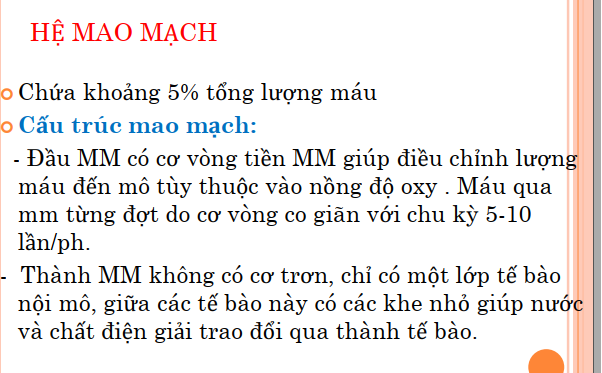 HỆ MAO MẠCH
Chứa khoảng 5% tổng lượng máu
Cấu trúc mao mạch:
- Đầu MM có cơ vòng tiền MM giúp điều chỉnh lượng
máu đến mô tùy thuộc vào nồng độ oxy . Máu qua
mm từng đợt do cơ vòng co giãn với chu kỳ 5-10
lần/ph.
- Thành MM không có cơ trơn, chỉ có một lớp tế bào
nội mô, giữa các tế bào này có các khe nhỏ giúp nước
và chất điện giải trao đổi qua thành tế bào.